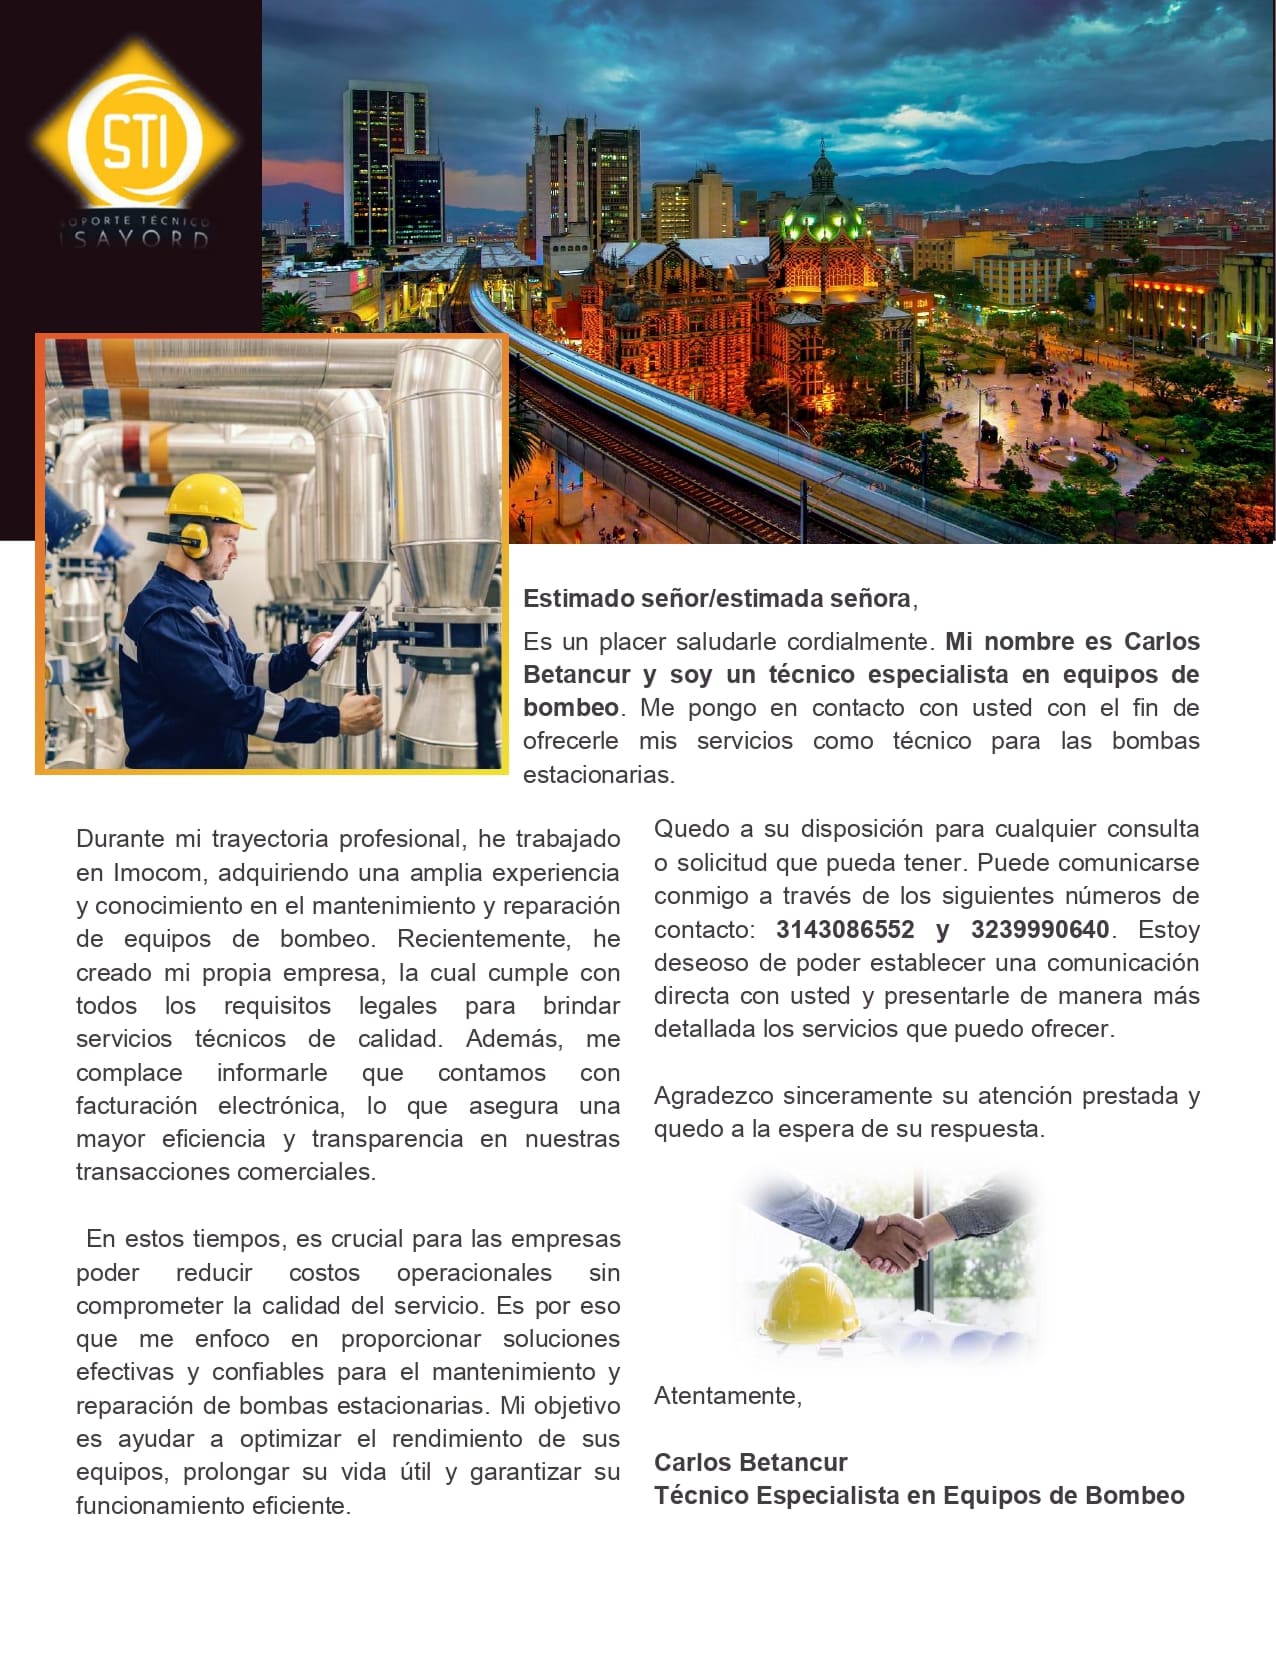 STI
SOPORTE TÉCNICO
ISAYORD
Estimado señor/estimada señora,
Es un placer saludarle cordialmente. Mi nombre es Carlos
Betancur y soy un técnico especialista en equipos de
bombeo. Me pongo en contacto con usted con el fin de
ofrecerle mis servicios como técnico para las bombas
estacionarias.
Durante mi trayectoria profesional, he trabajado
en Imocom, adquiriendo una amplia experiencia
y conocimiento en el mantenimiento y reparación
de equipos de bombeo. Recientemente, he
creado mi propia empresa, la cual cumple con
todos los requisitos legales para brindar
servicios técnicos de calidad. Además, me
complace informarle que contamos con
facturación electrónica, lo que asegura una
mayor eficiencia y transparencia en nuestras
transacciones comerciales.
En estos tiempos, es crucial para las empresas
poder reducir costos operacionales sin
comprometer la calidad del servicio. Es por eso
que me enfoco en proporcionar soluciones
efectivas y confiables para el mantenimiento y
reparación de bombas estacionarias. Mi objetivo
es ayudar a optimizar el rendimiento de sus
equipos, prolongar su vida útil y garantizar su
funcionamiento eficiente.
Quedo a su disposición para cualquier consulta
o solicitud que pueda tener. Puede comunicarse
conmigo a través de los siguientes números de
contacto: 3143086552 y 3239990640. Estoy
deseoso de poder establecer una comunicación
directa con usted y presentarle de manera más
detallada los servicios que puedo ofrecer.
Agradezco sinceramente su atención prestada y
quedo a la espera de su respuesta.
Atentamente,
Carlos Betancur
Técnico Especialista en Equipos de Bombeo